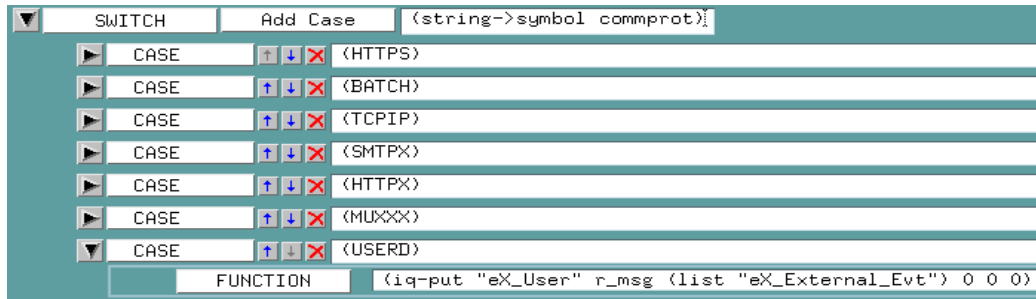 SWITCH Add Case (string->symbol commprot)
CASE (HTTPS)
CASE (BATCH)
CASE (TCPIP)
CASE (SMTPX)
CASE (HTTPX)
CASE (MUXXX)
CASE (USERD)
FUNCTION (iq-put "eX_User" r_msg (list "eX_External_Evt") 0 0 0)